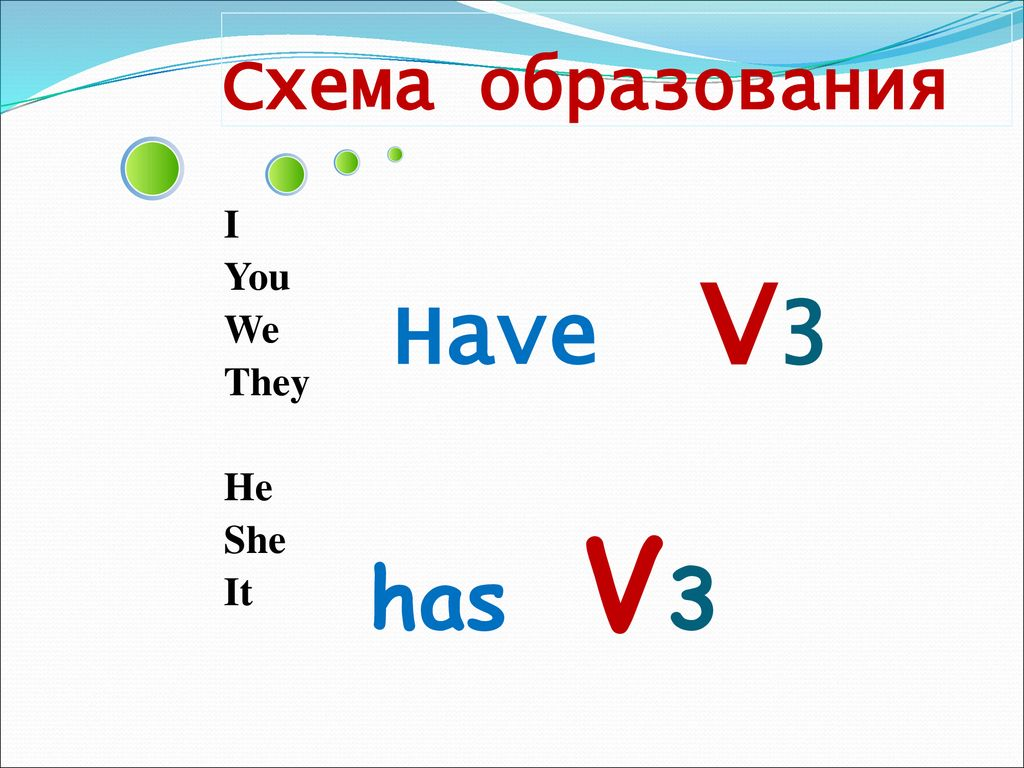 Схема образования
I
You
We
They
Have V3
He
She
It
has V3